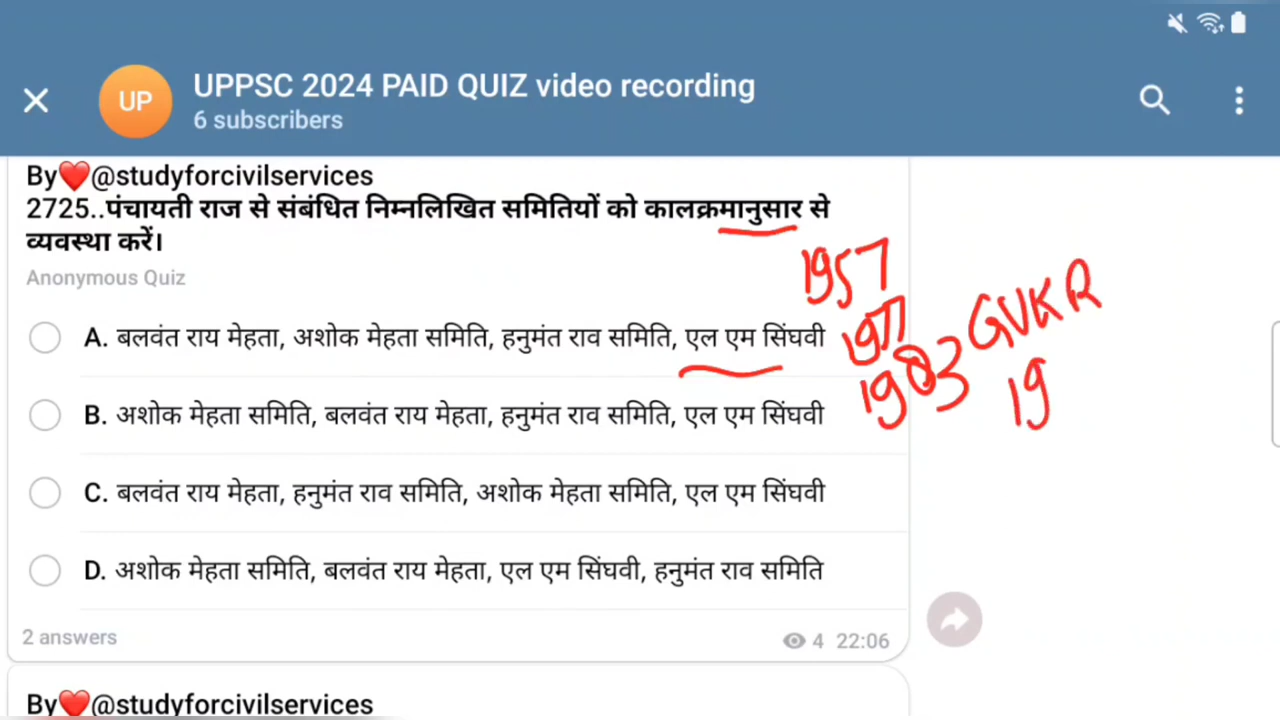 UP
UPPSC 2024 PAID QUIZ video recording
6 subscribers
By❤️@studyforcivilservices
2725..पंचायती राज से संबंधित निम्नलिखित समितियों को कालक्रमानुसार से
व्यवस्था करें।
Anonymous Quiz
A. बलवंत राय मेहता, अशोक मेहता समिति, हनुमंत राव समिति, एल एम सिंघवी
B. अशोक मेहता समिति, बलवंत राय मेहता, हनुमंत राव समिति, एल एम सिंघवी
C. बलवंत राय मेहता, हनुमंत राव समिति, अशोक मेहता समिति, एल एम सिंघवी
D. अशोक मेहता समिति, बलवंत राय मेहता, एल एम सिंघवी, हनुमंत राव समिति
1957
1977
1983
GVKR
19
2 answers
4 22:06
By❤️@studyforcivilservices